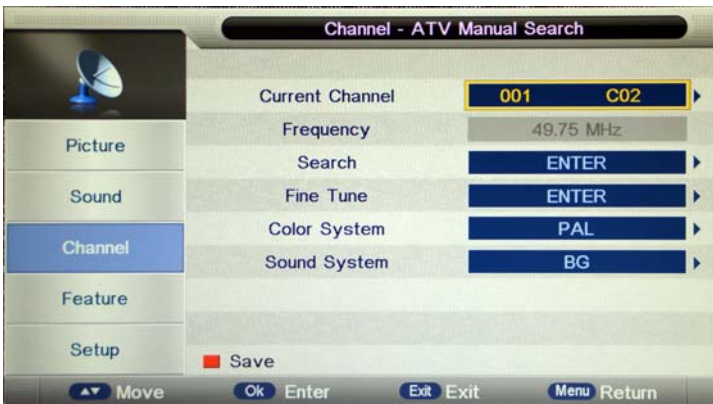 Channel - ATV Manual Search
Picture
Sound
Channel
Feature
Setup
Current Channel 001 C02
Frequency 49.75 MHz
Search ENTER
Fine Tune ENTER
Color System PAL
Sound System BG
Save
Move Ok Enter Exit Exit Menu Return